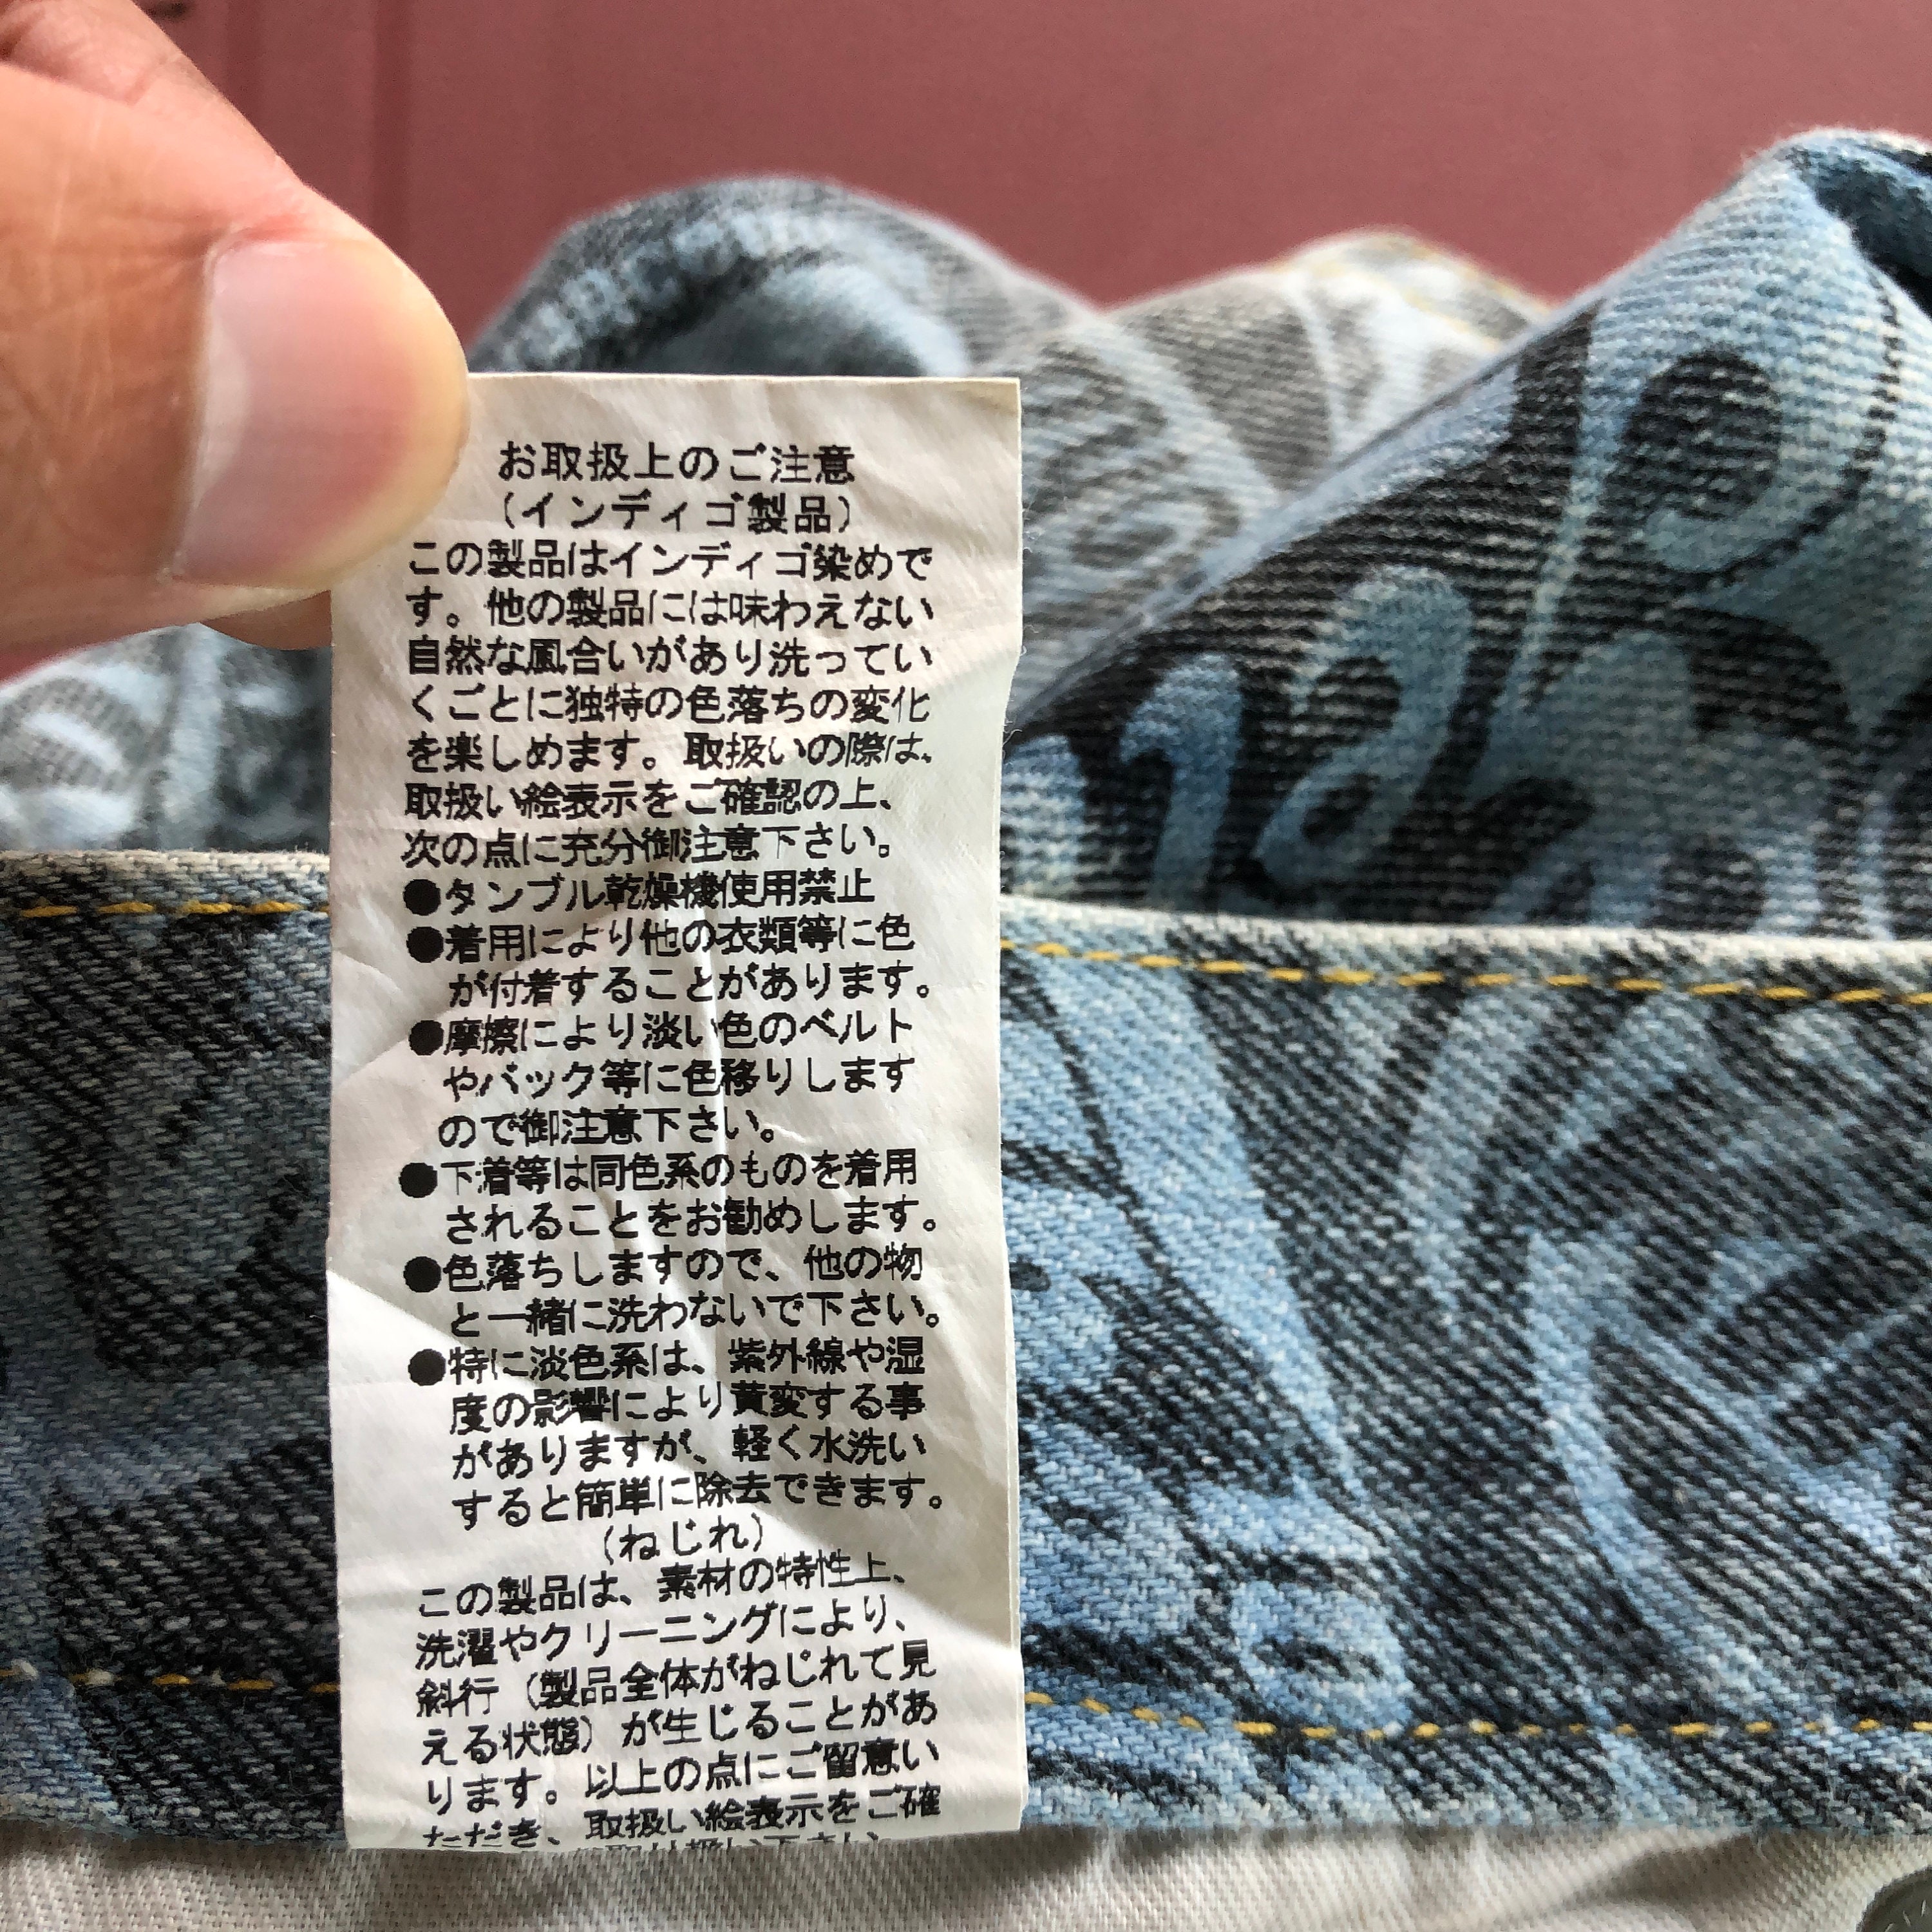 お取扱上のご注意
(インディゴ製品)
この製品はインディゴ染めで
す。他の製品には味わえない
自然な風合いがあり洗ってい
くごとに独特の色落ちの変化
を楽しめます。取扱いの際は、
取扱い絵表示をご確認の上、
次の点に充分御注意下さい。
●タンブル乾燥機使用禁止
●着用により他の衣類等に色
が付着することがあります。
●摩擦により淡い色のベルト
やバック等に色移りします
ので御注意下さい。
●下着等は同色系のものを着用
されることをお勧めします。
●色落ちしますので、他の物
と一緒に洗わないで下さい。
●特に淡色系は、紫外線や湿
度の影響により黄変する事
がありますが、軽く水洗い
すると簡単に除去できます。
(ねじれ)
この製品は、素材の特性上、
洗濯やクリーニングにより、
斜行(製品全体がねじれて見
える状態)が生じることがあ
ります。以上の点にご留意い
ただき、取扱い絵表示をご確